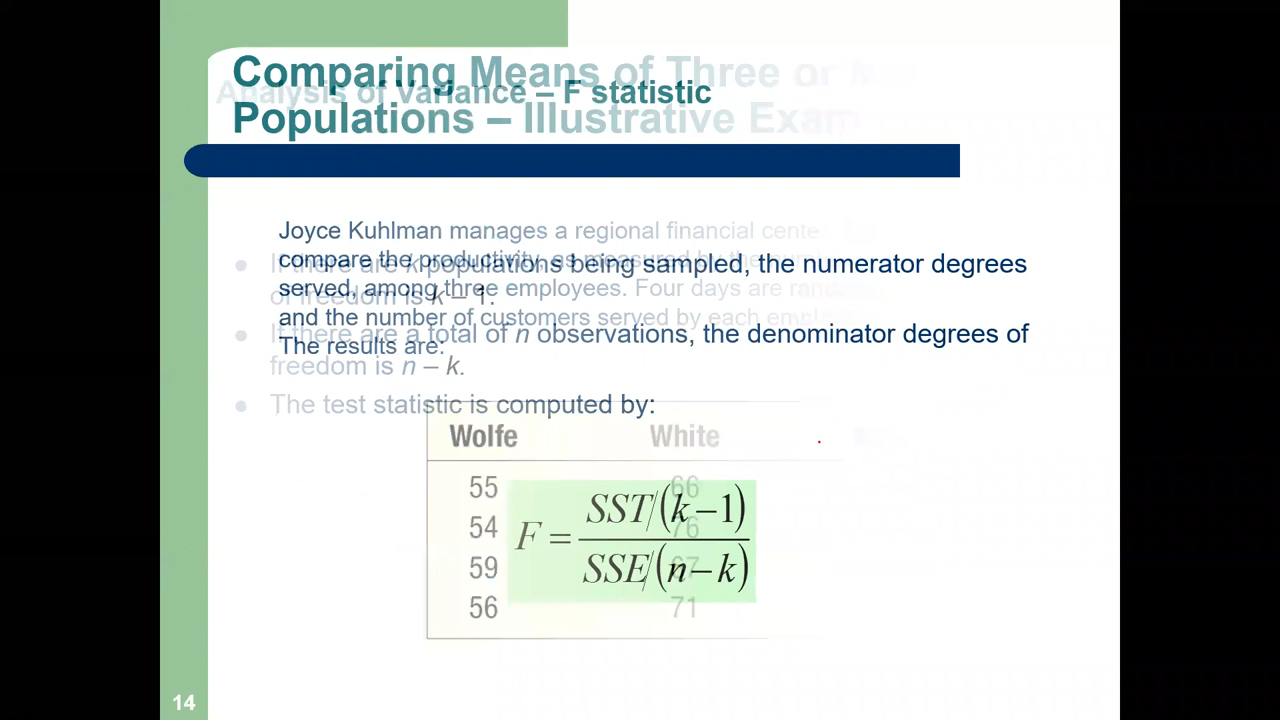 Comparing Means of Three or
Populations – Illustrative Exam
Analysis of Variance – F statistic
Joyce Kuhlman manages a regional financial cente
compare the productivity, as measured by the
served, among three employees. Four days are ran
and the number of customers served by each
The results are:
● If there are k populations being sampled, the numerator degrees
of freedom is k – 1.
● If there are a total of n observations, the denominator degrees of
freedom is n – k.
● The test statistic is computed by:
Wolfe White
55 66
54 76
59 67
56 71
F = SST/(k−1)
SSE/(n−k)
14